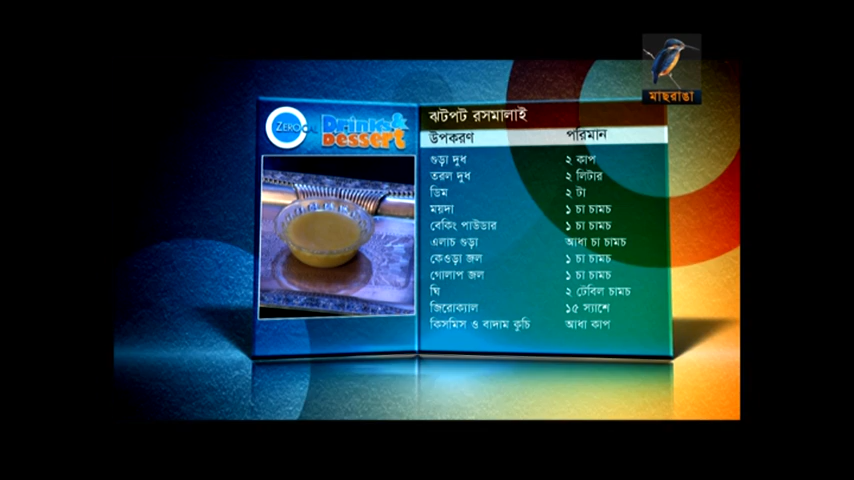 মাছরাঙা
ZEROCAL
Drinks &
Dessert
ঝটপট রসমালাই
উপকরণ পরিমান
গুড়া দুধ ২ কাপ
তরল দুধ ২ লিটার
ডিম ২ টা
ময়দা ১ চা চামচ
বেকিং পাউডার ১ চা চামচ
এলাচ গুড়া আধা চা চামচ
কেওড়া জল ১ চা চামচ
গোলাপ জল ১ চা চামচ
ঘি ২ টেবিল চামচ
জিরোক্যাল ১৫ স্যাশে
কিসমিস ও বাদাম কুচি আধা কাপ